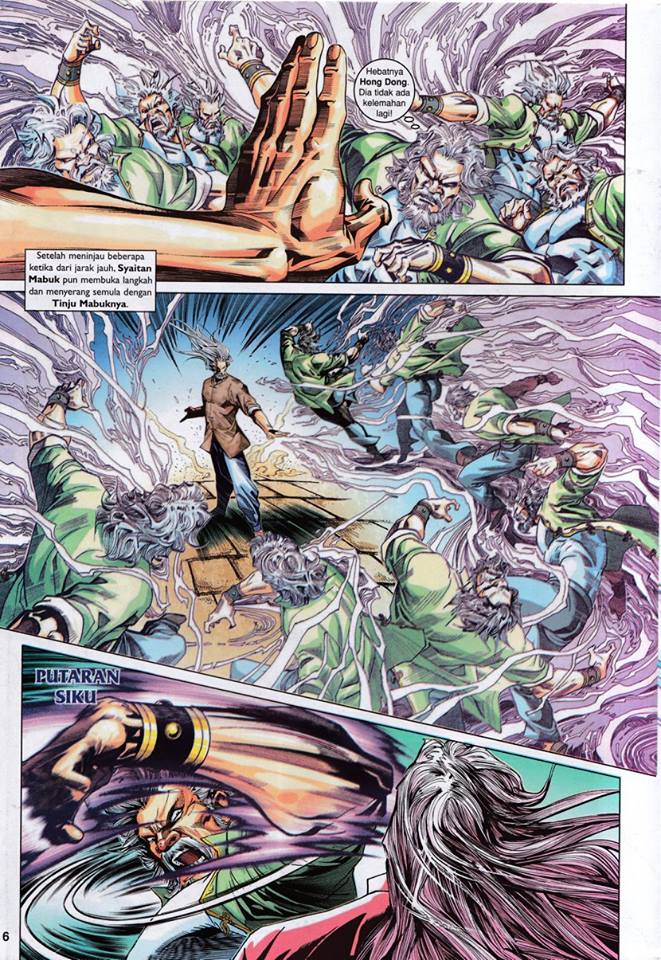 Hebatnya
Hong Dong.
Dia tidak ada
kelemahan
lagi!
Setelah meninjau beberapa
ketika dari jarak jauh, Syaitan
Mabuk pun membuka langkah
dan menyerang semula dengan
Tinju Mabuknya.
PUTARAN
SIKU
6